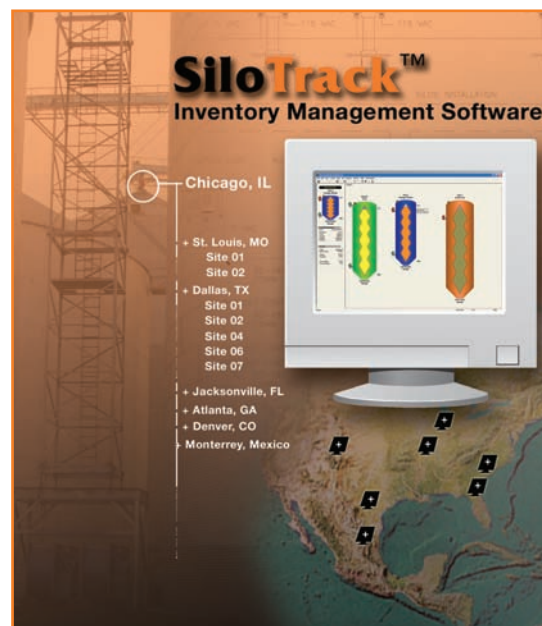 SiloTrack™
Inventory Management Software
Chicago, IL
+ St. Louis, MO
Site 01
Site 02
+ Dallas, TX
Site 01
Site 02
Site 04
Site 06
Site 07
+ Jacksonville, FL
+ Atlanta, GA
+ Denver, CO
+ Monterrey, Mexico